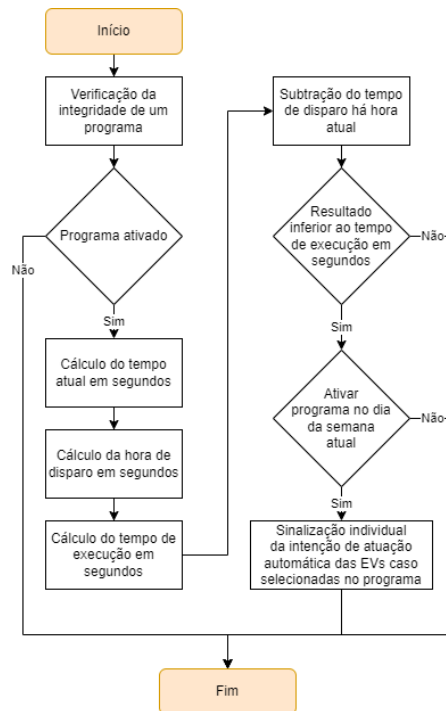 Início
Verificação da
integridade de um
programa
Programa ativado
Não
Sim
Cálculo do tempo
atual em segundos
Cálculo da hora de
disparo em segundos
Cálculo do tempo de
execução em
segundos
Subtração do tempo
de disparo há hora
atual
Resultado
inferior ao tempo
de execução em
segundos
Não
Sim
Ativar
programa no dia
da semana
atual
Não
Sim
Sinalização individual
da intenção de atuação
automática das EVs caso
selecionadas no programa
Fim